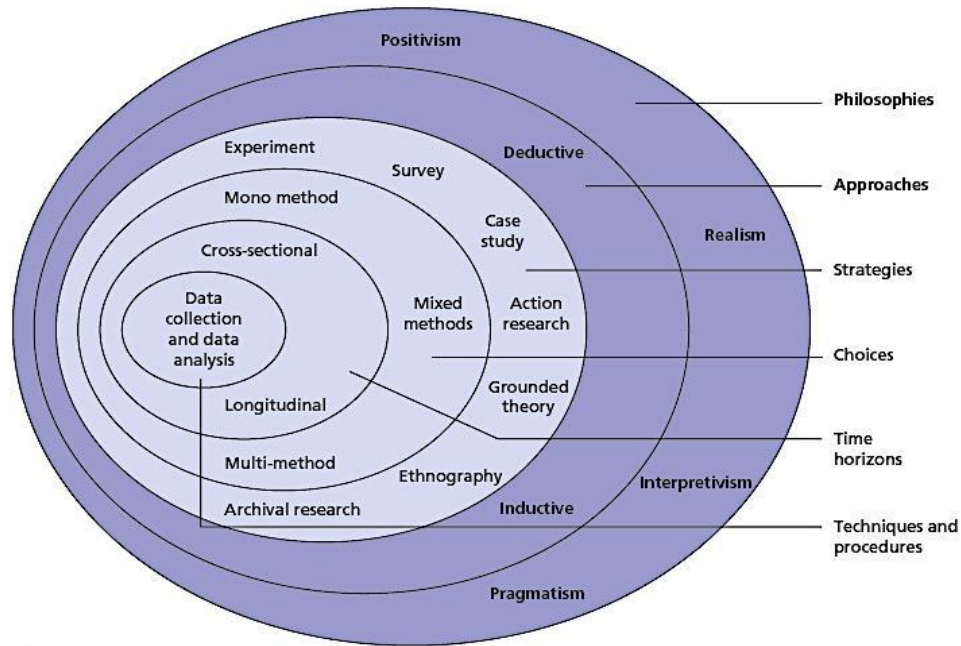 Positivism
Philosophies
Experiment
Survey
Deductive
Approaches
Mono method
Case
study
Realism
Cross-sectional
Strategies
Data
collection
and data
analysis
Mixed
methods
Action
research
Choices
Grounded
theory
Longitudinal
Time
horizons
Multi-method
Ethnography
Interpretivism
Archival research
Inductive
Techniques and
procedures
Pragmatism